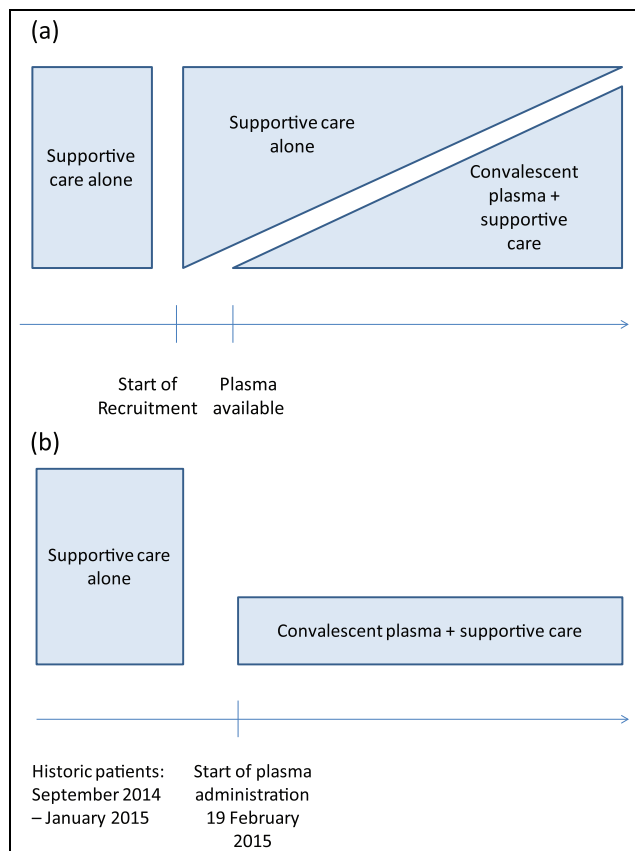 (a)
Supportive
care alone
Supportive care
alone
Convalescent
plasma +
supportive
care
Start of
Recruitment
Plasma
available
(b)
Supportive care
alone
Convalescent plasma + supportive care
Historic patients:
September 2014
– January 2015
Start of plasma
administration
19 February
2015